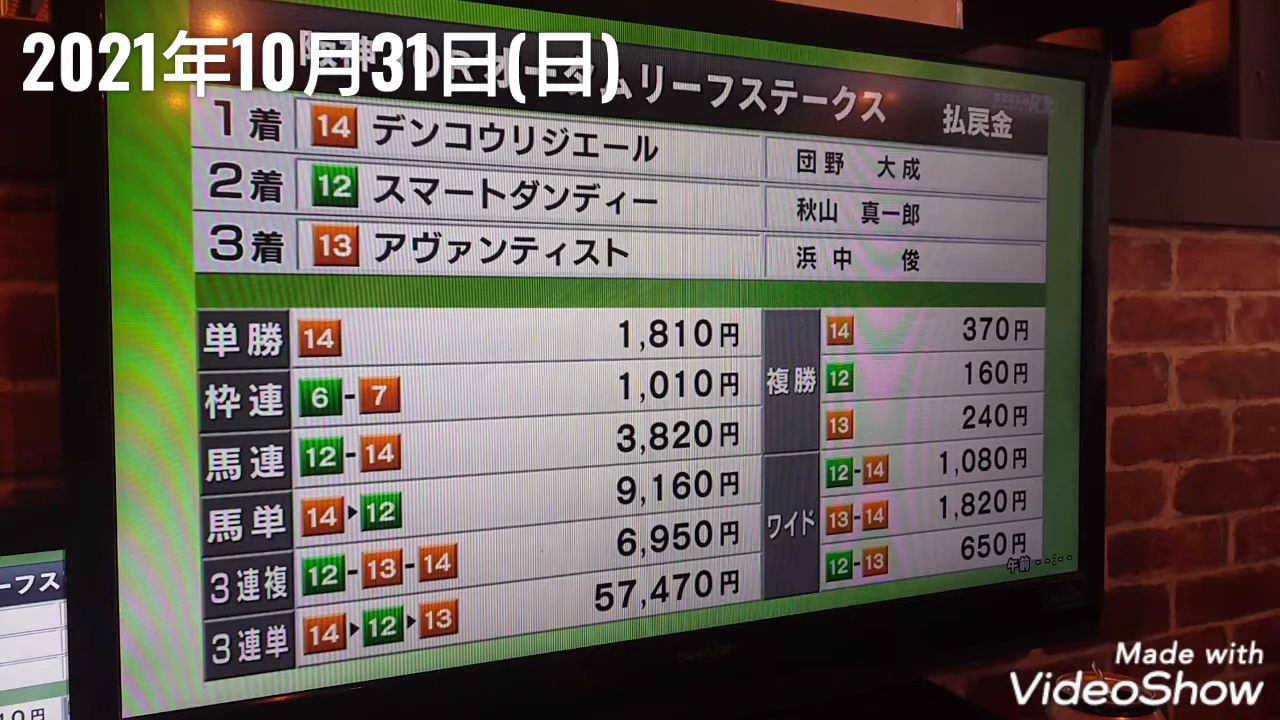 2021年10月31日(日)
阪神 10R オータムリーフステークス 払戻金
1着 14 デンコウリジエール 団野 大成
2着 12 スマートダンディー 秋山 真一郎
3着 13 アヴァンティスト 浜中 俊
単勝 14 1,810円
枠連 6-7 1,010円
馬連 12-14 3,820円
馬単 14▶12 9,160円
3連複 12-13-14 6,950円
3連単 14▶12▶13 57,470円
複勝 14 370円
12 160円
13 240円
ワイド 12-14 1,080円
13-14 1,820円
12-13 650円
午前 --:--
ーフス
Made with
VideoShow